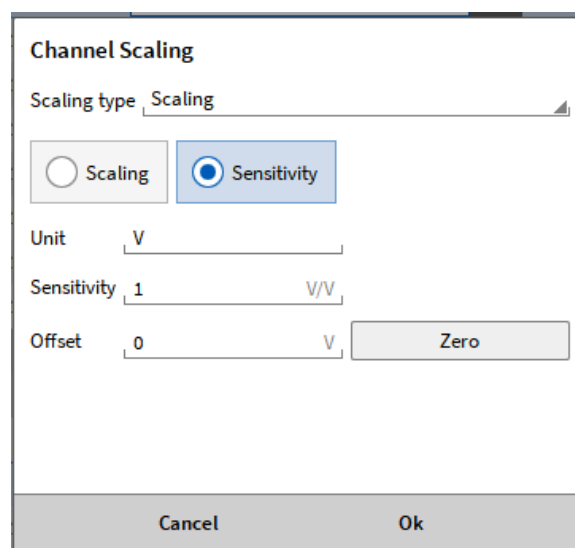 Channel Scaling
Scaling type Scaling
Scaling Sensitivity
Unit V
Sensitivity 1 V/V
Offset 0 V Zero
Cancel Ok